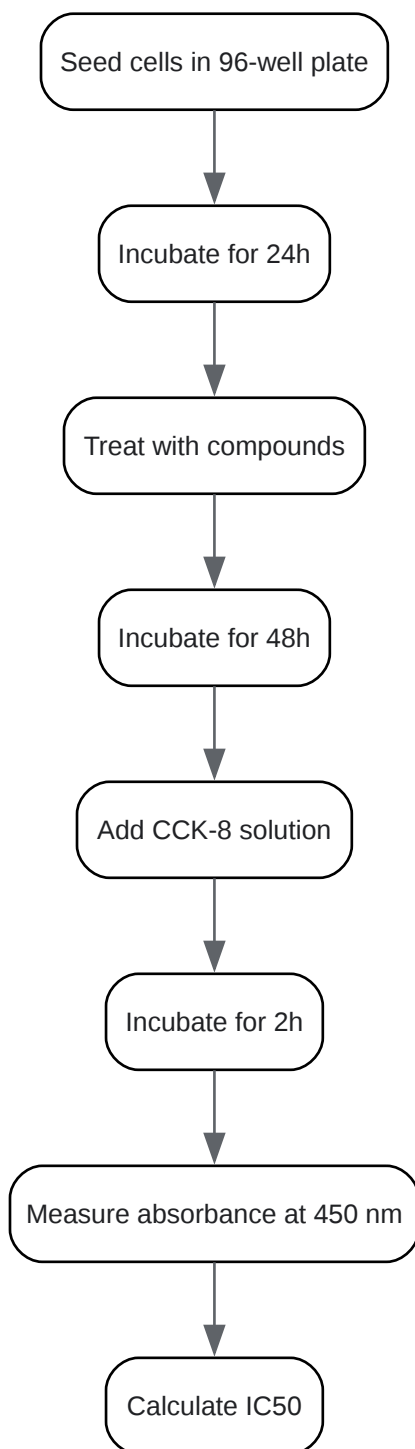 Seed cells in 96-well plate
Incubate for 24h
Treat with compounds
Incubate for 48h
Add CCK-8 solution
Incubate for 2h
Measure absorbance at 450 nm
Calculate IC50